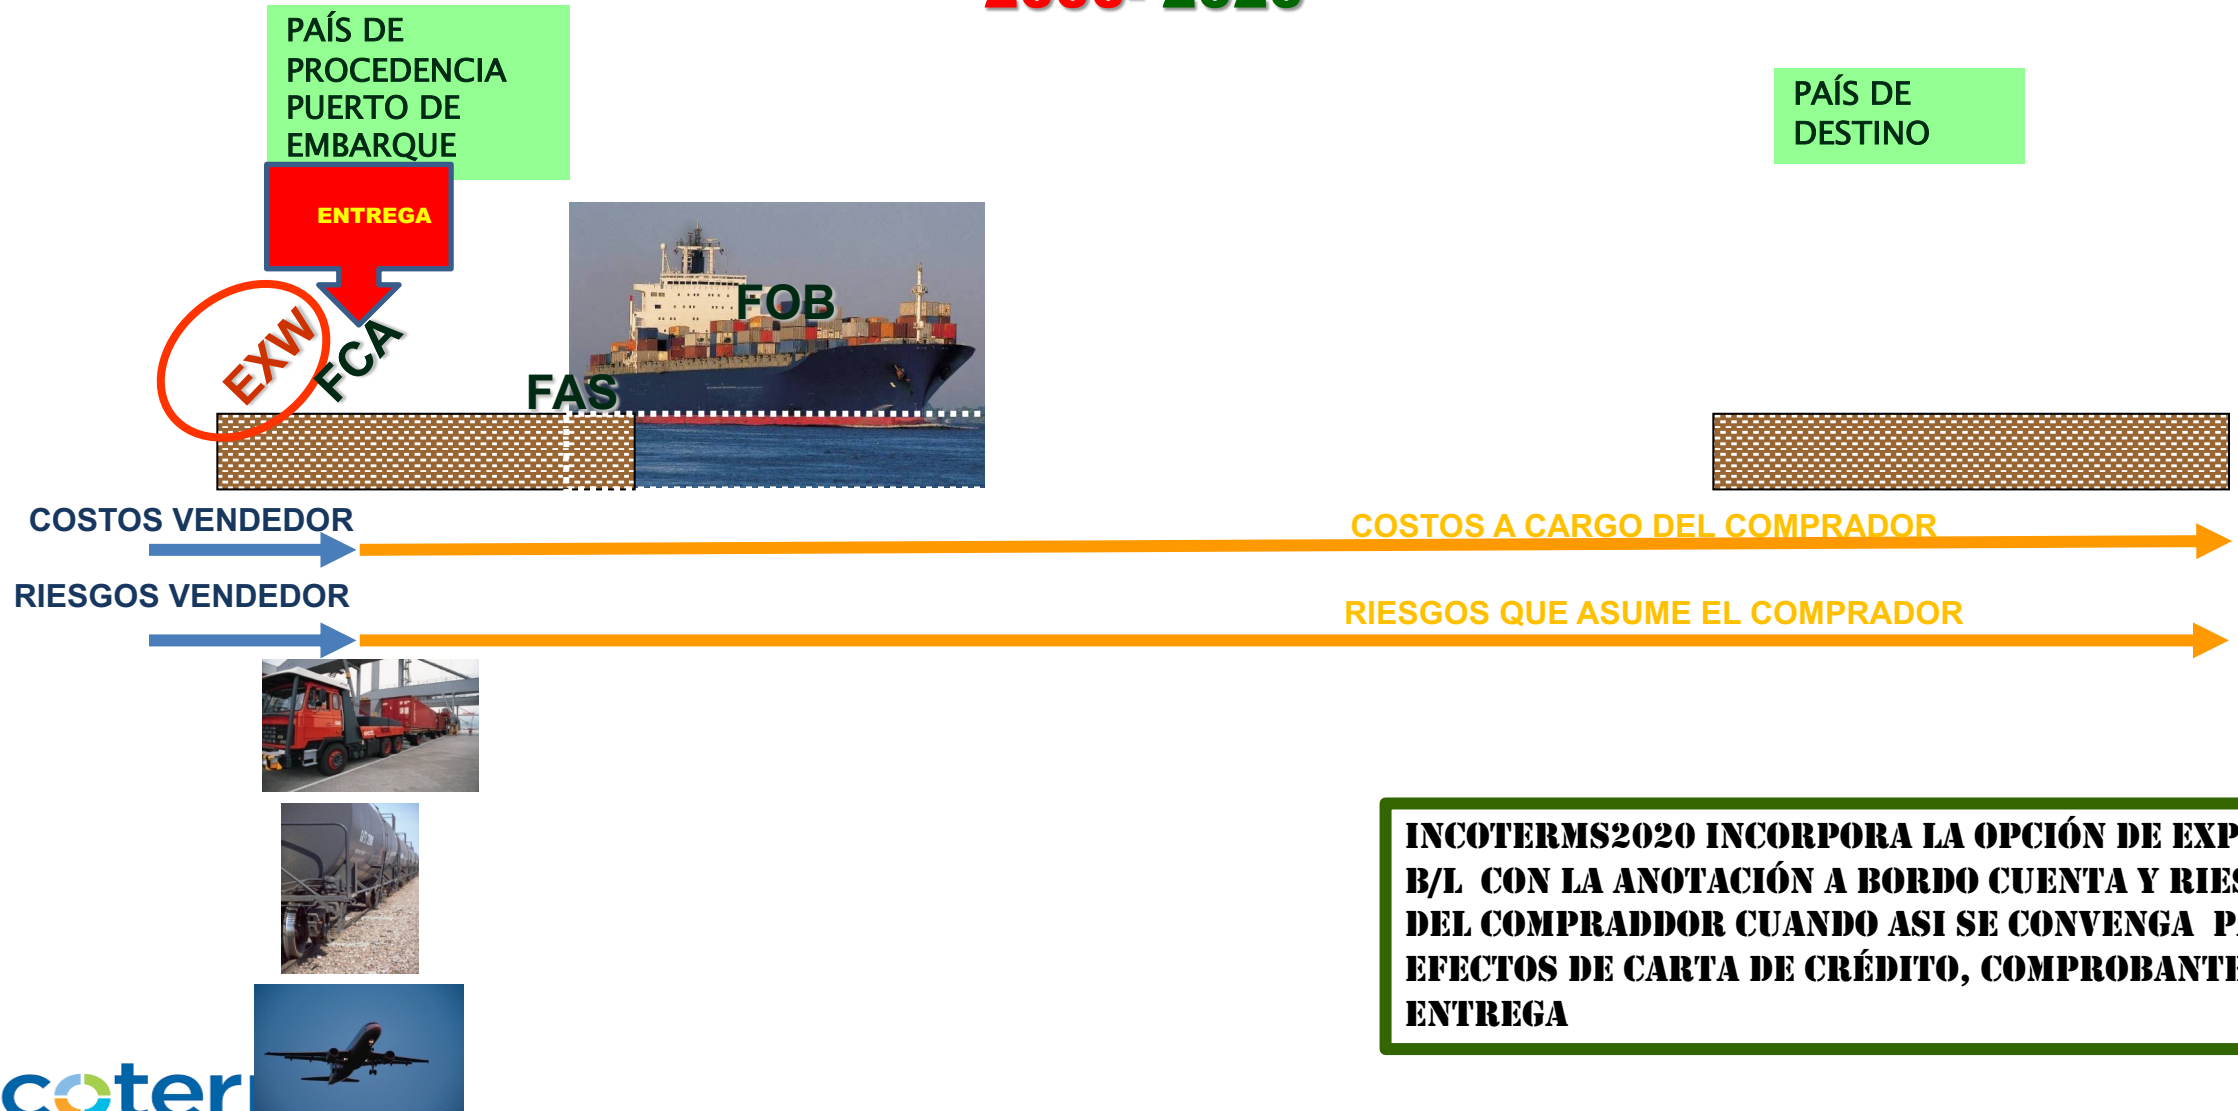 PAÍS DE
PROCEDENCIA
PUERTO DE
EMBARQUE
PAÍS DE
DESTINO
ENTREGA
EXW
FCA
FAS
FOB
COSTOS VENDEDOR
COSTOS A CARGO DEL COMPRADOR
RIESGOS VENDEDOR
RIESGOS QUE ASUME EL COMPRADOR
INCOTERMS2020 INCORPORA LA OPCIÓN DE EXP
B/L CON LA ANOTACIÓN A BORDO CUENTA Y RIES
DEL COMPRADDOR CUANDO ASI SE CONVENGA PA
EFECTOS DE CARTA DE CRÉDITO, COMPROBANTE
ENTREGA
coter